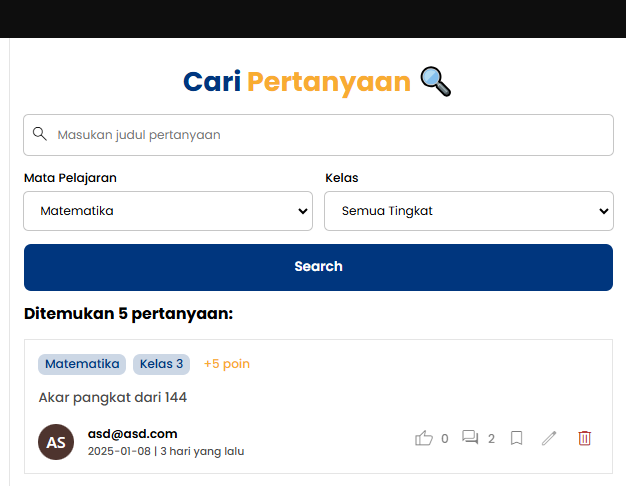 Cari Pertanyaan
Masukan judul pertanyaan
Mata Pelajaran
Kelas
Matematika
Semua Tingkat
Search
Ditemukan 5 pertanyaan:
Matematika Kelas 3 +5 poin
Akar pangkat dari 144
AS
asd@asd.com
2025-01-08 | 3 hari yang lalu
0 2